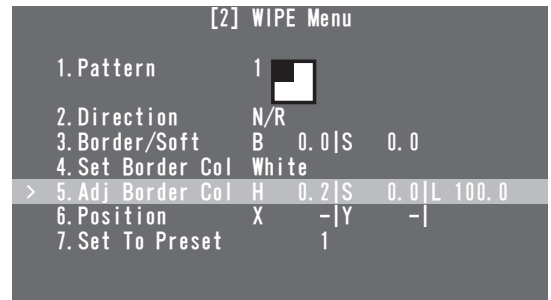 [2] WIPE Menu
1.Pattern 1
2.Direction N/R
3.Border/Soft B 0.0|S 0.0
4.Set Border Col White
> 5.Adj Border Col H 0.2|S 0.0|L 100.0
6.Position X -|Y -|
7.Set To Preset 1